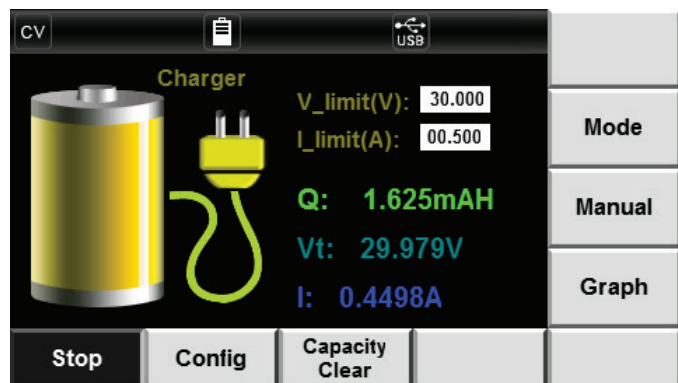 CV
USB
Charger
V_limit(V): 30.000
I_limit(A): 00.500
Q: 1.625mAH
Vt: 29.979V
I: 0.4498A
Mode
Manual
Graph
Stop
Config
Capacity
Clear